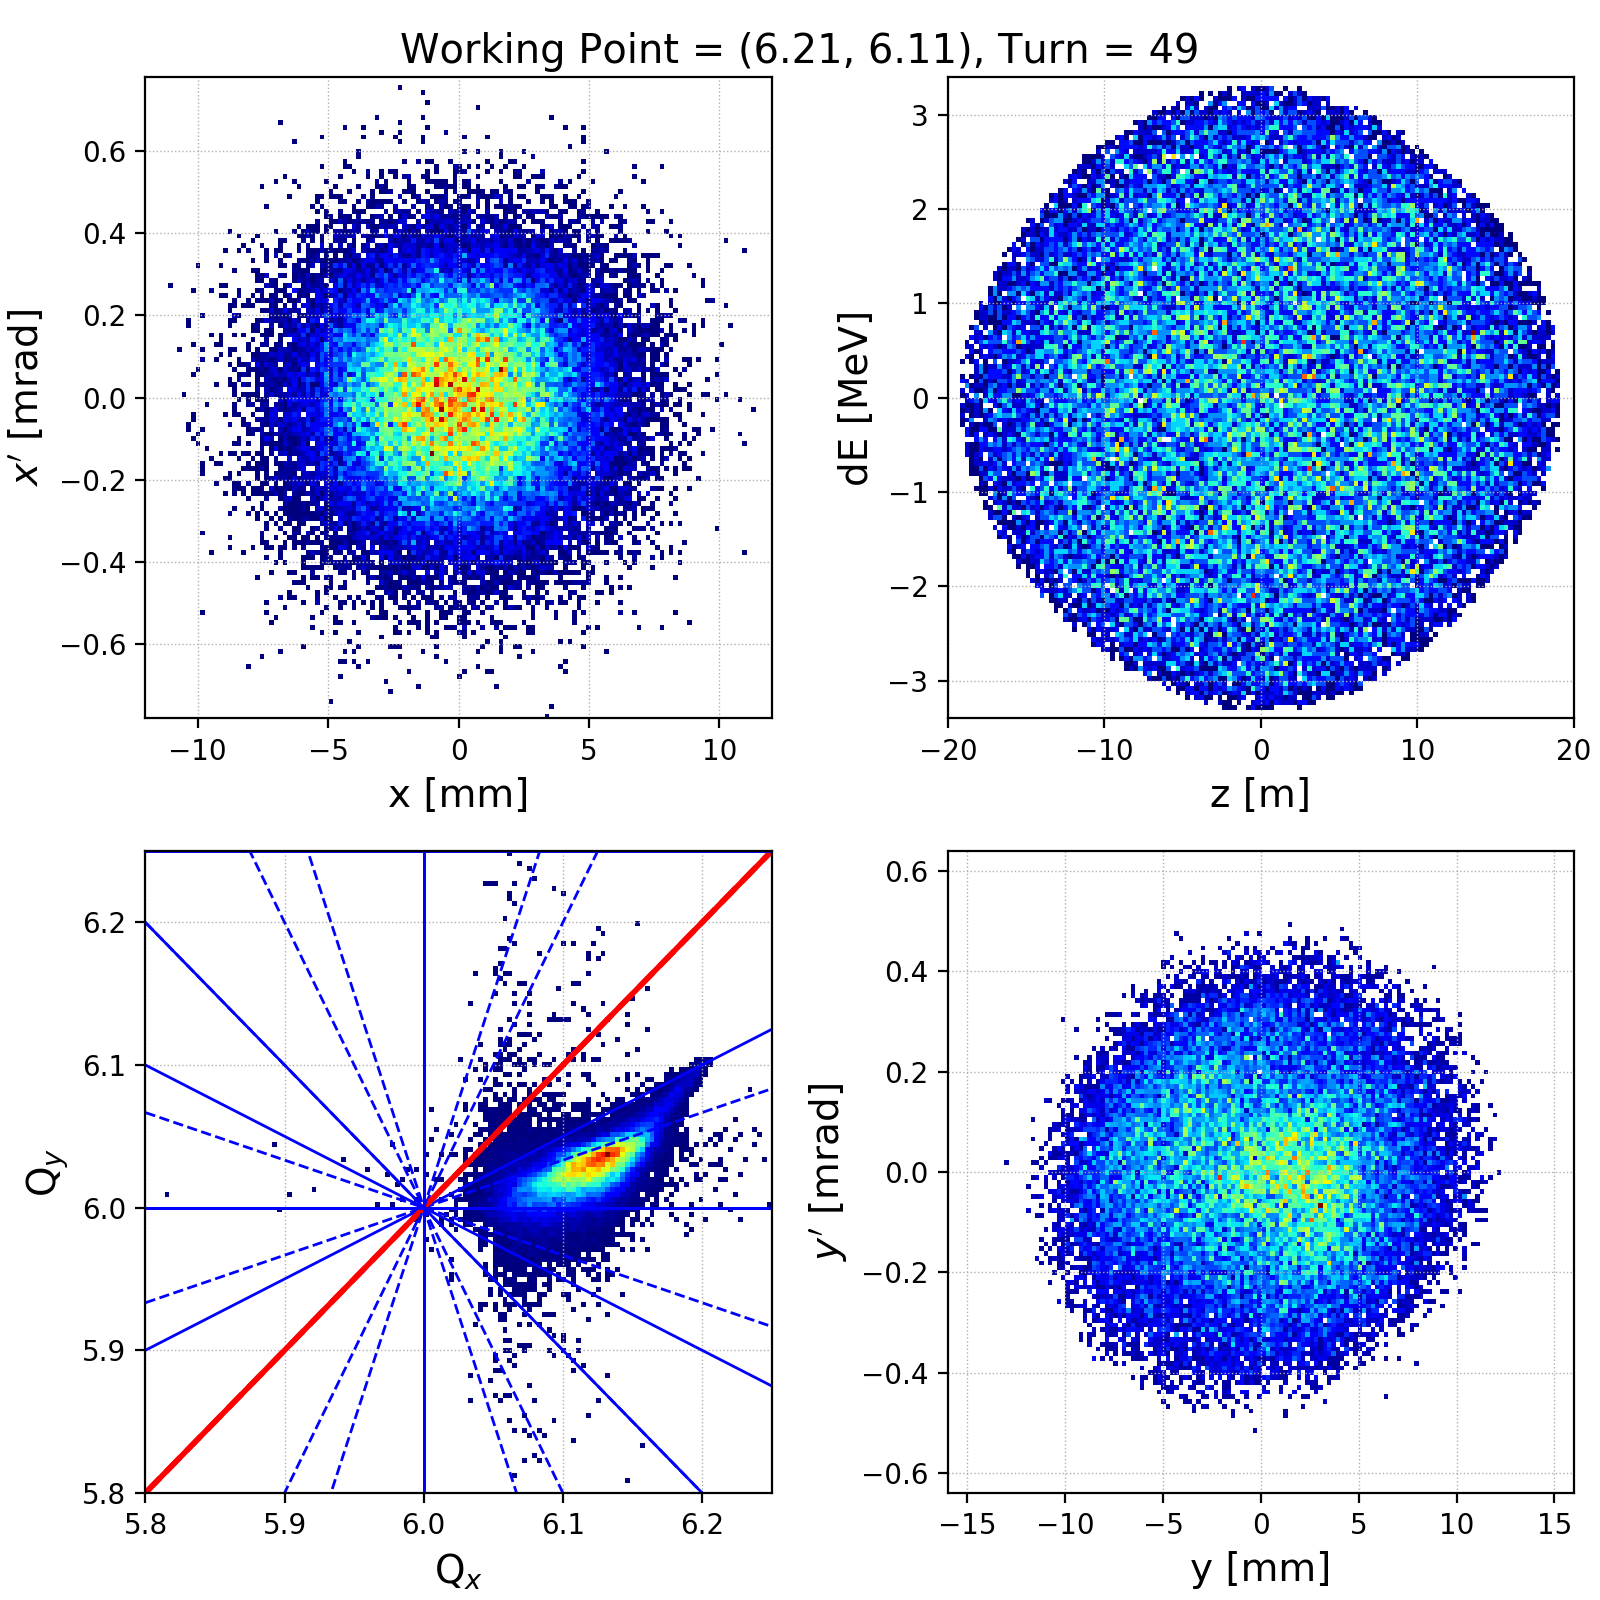 Working Point = (6.21, 6.11), Turn = 49
0.6
0.4
0.2
0.0
−0.2
−0.4
−0.6
x′ [mrad]
−10 −5 0 5 10
x [mm]
3
2
1
0
−1
−2
−3
dE [MeV]
−20 −10 0 10 20
z [m]
6.2
6.1
6.0
5.9
5.8
Qy
5.8 5.9 6.0 6.1 6.2
Qx
0.6
0.4
0.2
0.0
−0.2
−0.4
−0.6
y′ [mrad]
−15 −10 −5 0 5 10 15
y [mm]